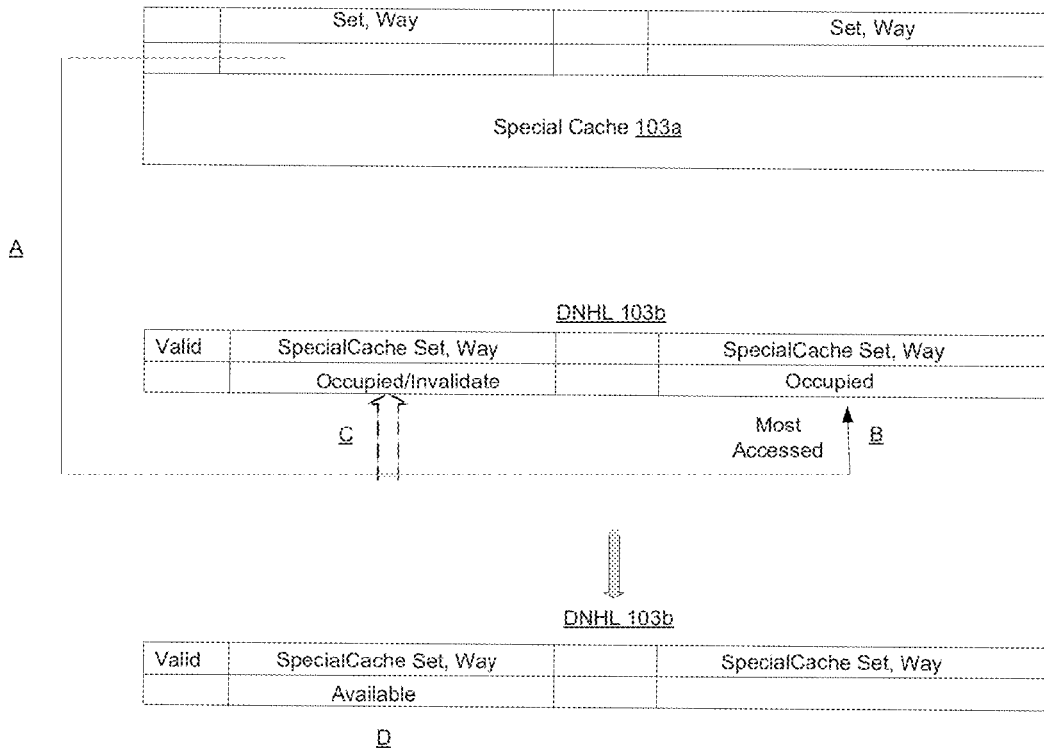 Set, Way Set, Way
Special Cache 103a
A
DNHL 103b
Valid SpecialCache Set, Way SpecialCache Set, Way
Occupied/Invalidate Occupied
C Most Accessed B
DNHL 103b
Valid SpecialCache Set, Way SpecialCache Set, Way
Available
D